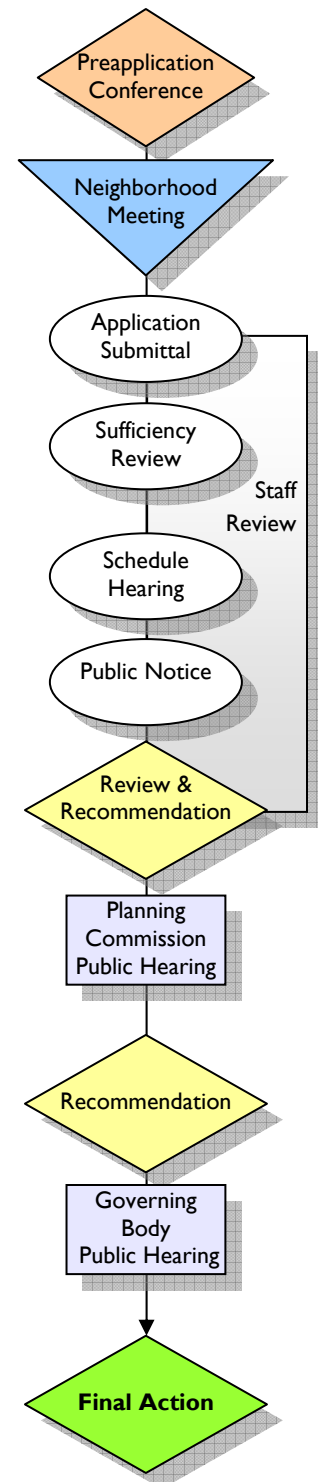 Preapplication
Conference
Neighborhood
Meeting
Application
Submittal
Sufficiency
Review
Staff
Review
Schedule
Hearing
Public Notice
Review &
Recommendation
Planning
Commission
Public Hearing
Recommendation
Governing
Body
Public Hearing
Final Action